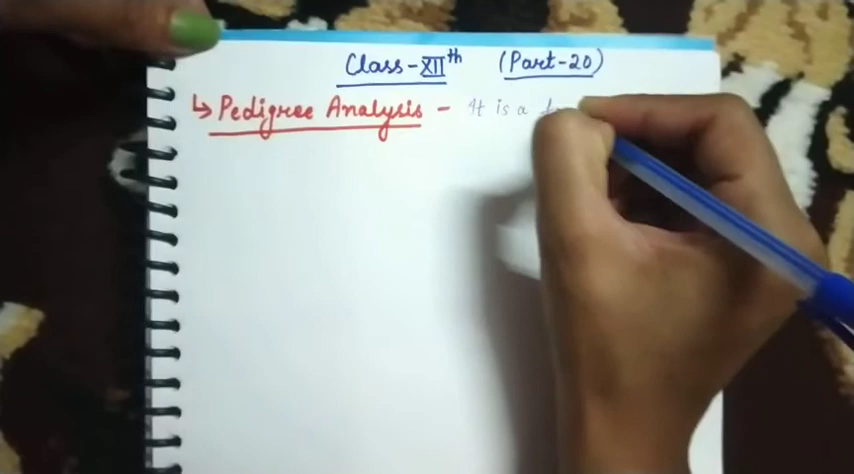 Class-XIIth (Part-20)
↳ Pedigree Analysis - It is a